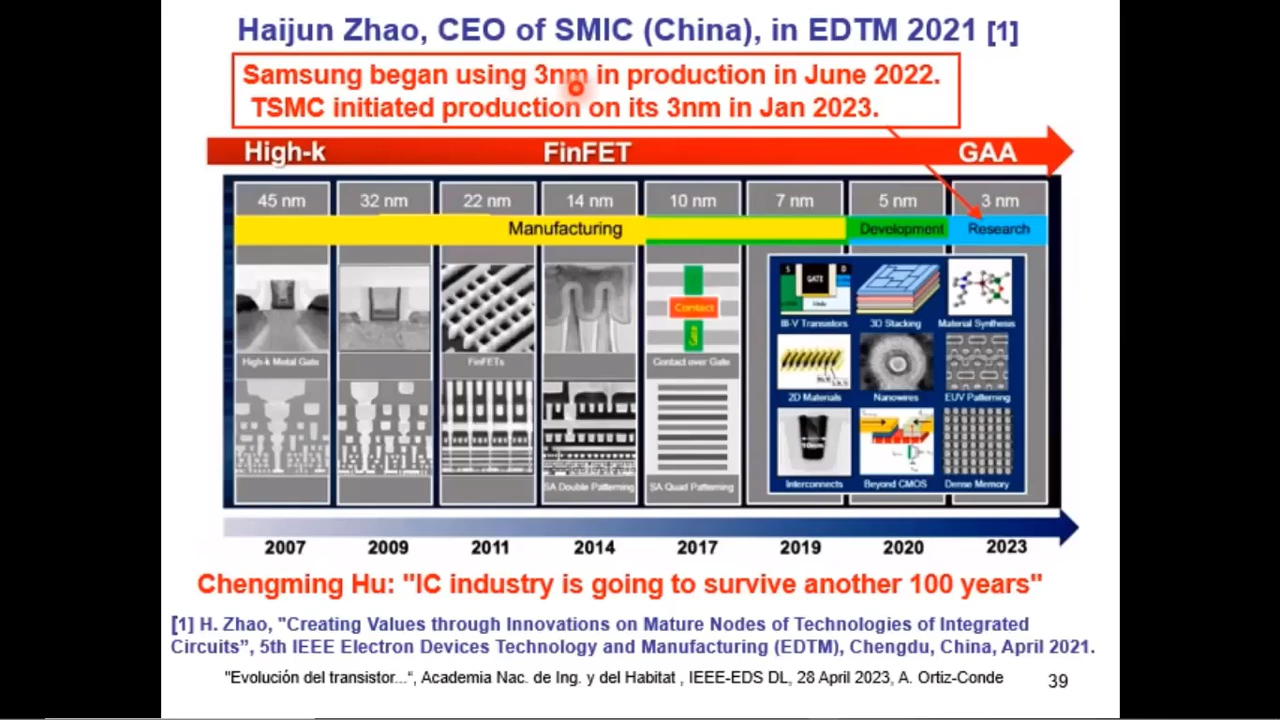 Haijun Zhao, CEO of SMIC (China), in EDTM 2021 [1]
Samsung began using 3nm in production in June 2022.
TSMC initiated production on its 3nm in Jan 2023.
High-k FinFET GAA
45 nm 32 nm 22 nm 14 nm 10 nm 7 nm 5 nm 3 nm
Manufacturing Development Research
S GATE D
Contact
Gate
III-V Transistors 3D Stacking Material Synthesis
High-k Metal Gate FinFETs Contact over Gate
2D Materials Nanowires EUV Patterning
SA Double Patterning SA Quad Patterning Interconnects Beyond CMOS Dense Memory
2007 2009 2011 2014 2017 2019 2020 2023
Chengming Hu: "IC industry is going to survive another 100 years"
[1] H. Zhao, "Creating Values through Innovations on Mature Nodes of Technologies of Integrated
Circuits”, 5th IEEE Electron Devices Technology and Manufacturing (EDTM), Chengdu, China, April 2021.
"Evolución del transistor...“, Academia Nac. de Ing. y del Habitat , IEEE-EDS DL, 28 April 2023, A. Ortiz-Conde 39